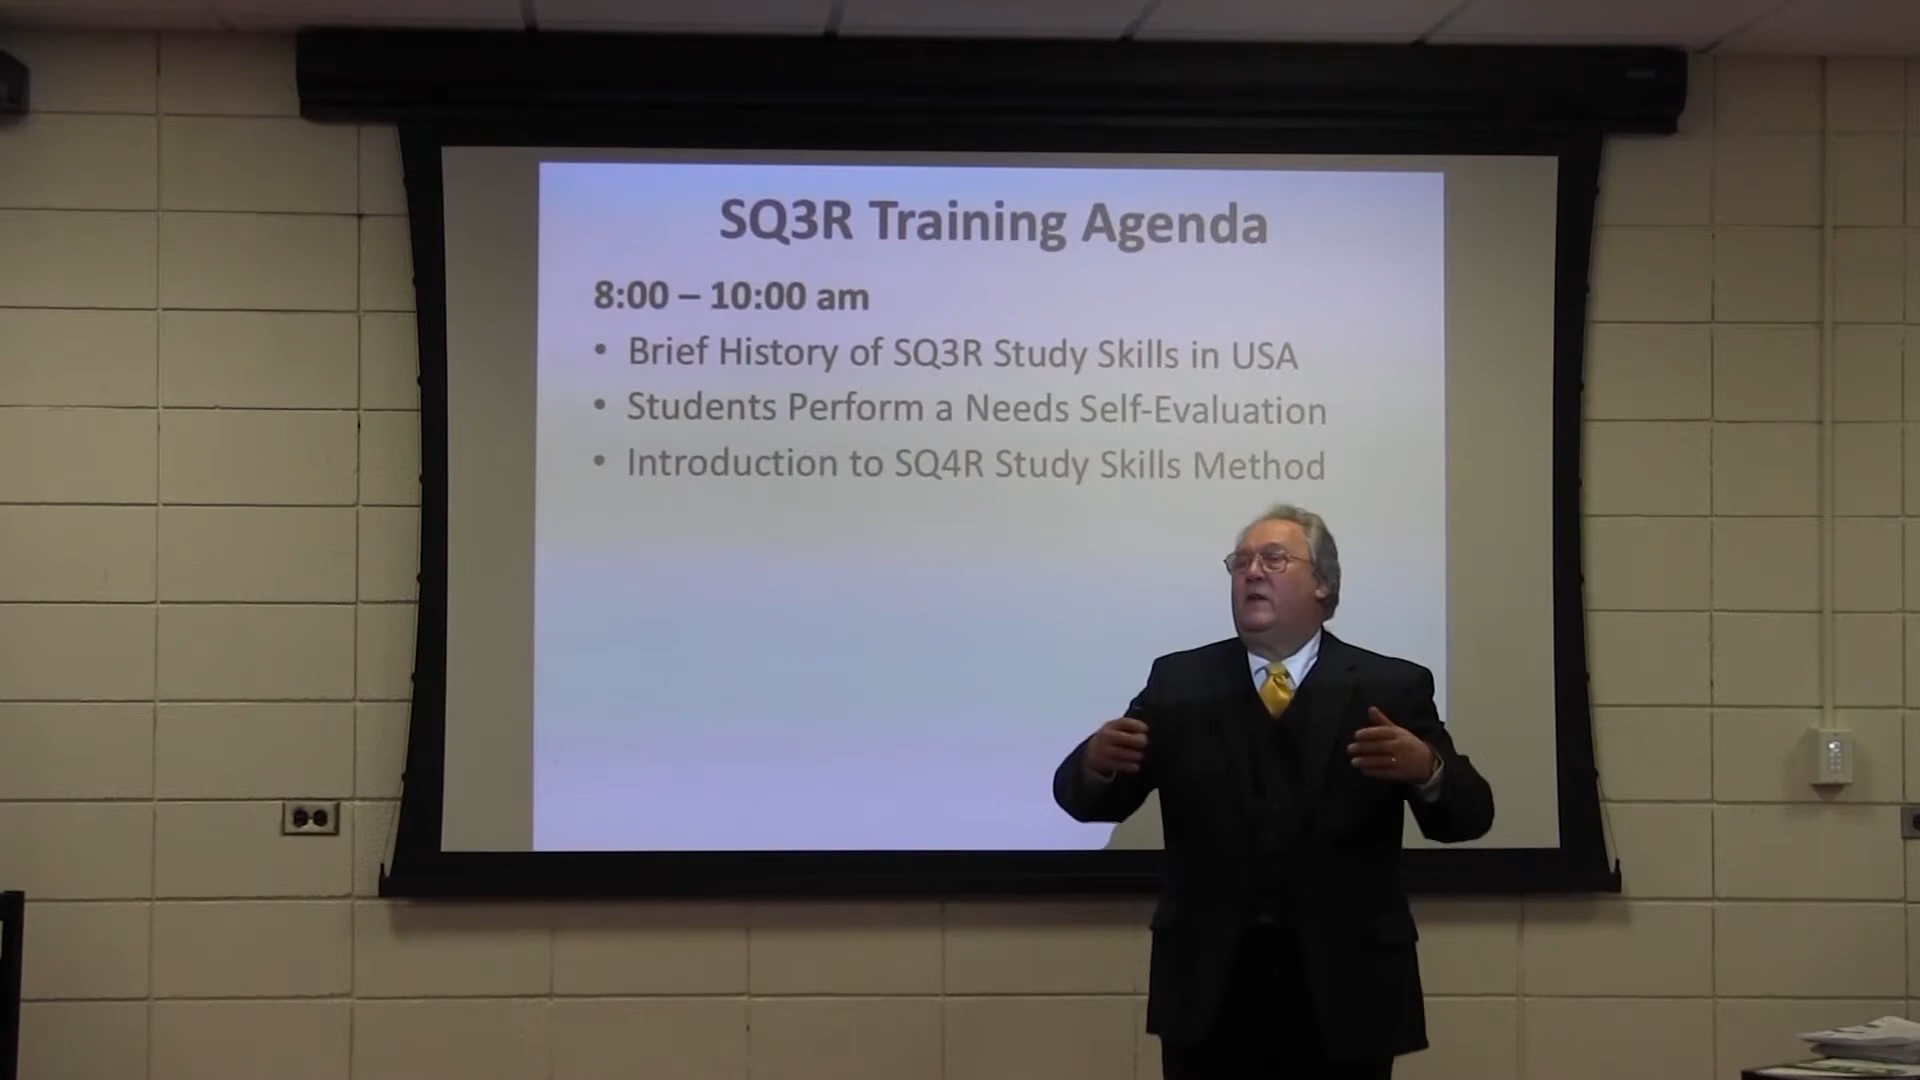 SQ3R Training Agenda
8:00 – 10:00 am
• Brief History of SQ3R Study Skills in USA
• Students Perform a Needs Self-Evaluation
• Introduction to SQ4R Study Skills Method